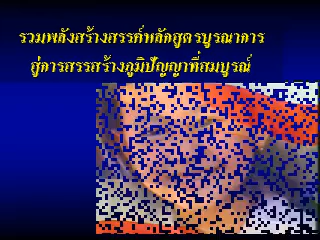 รวมพลังสร้างสรรค์หลักสูตรบูรณาการ
สู่การสรรสร้างภูมิปัญญาที่สมบูรณ์